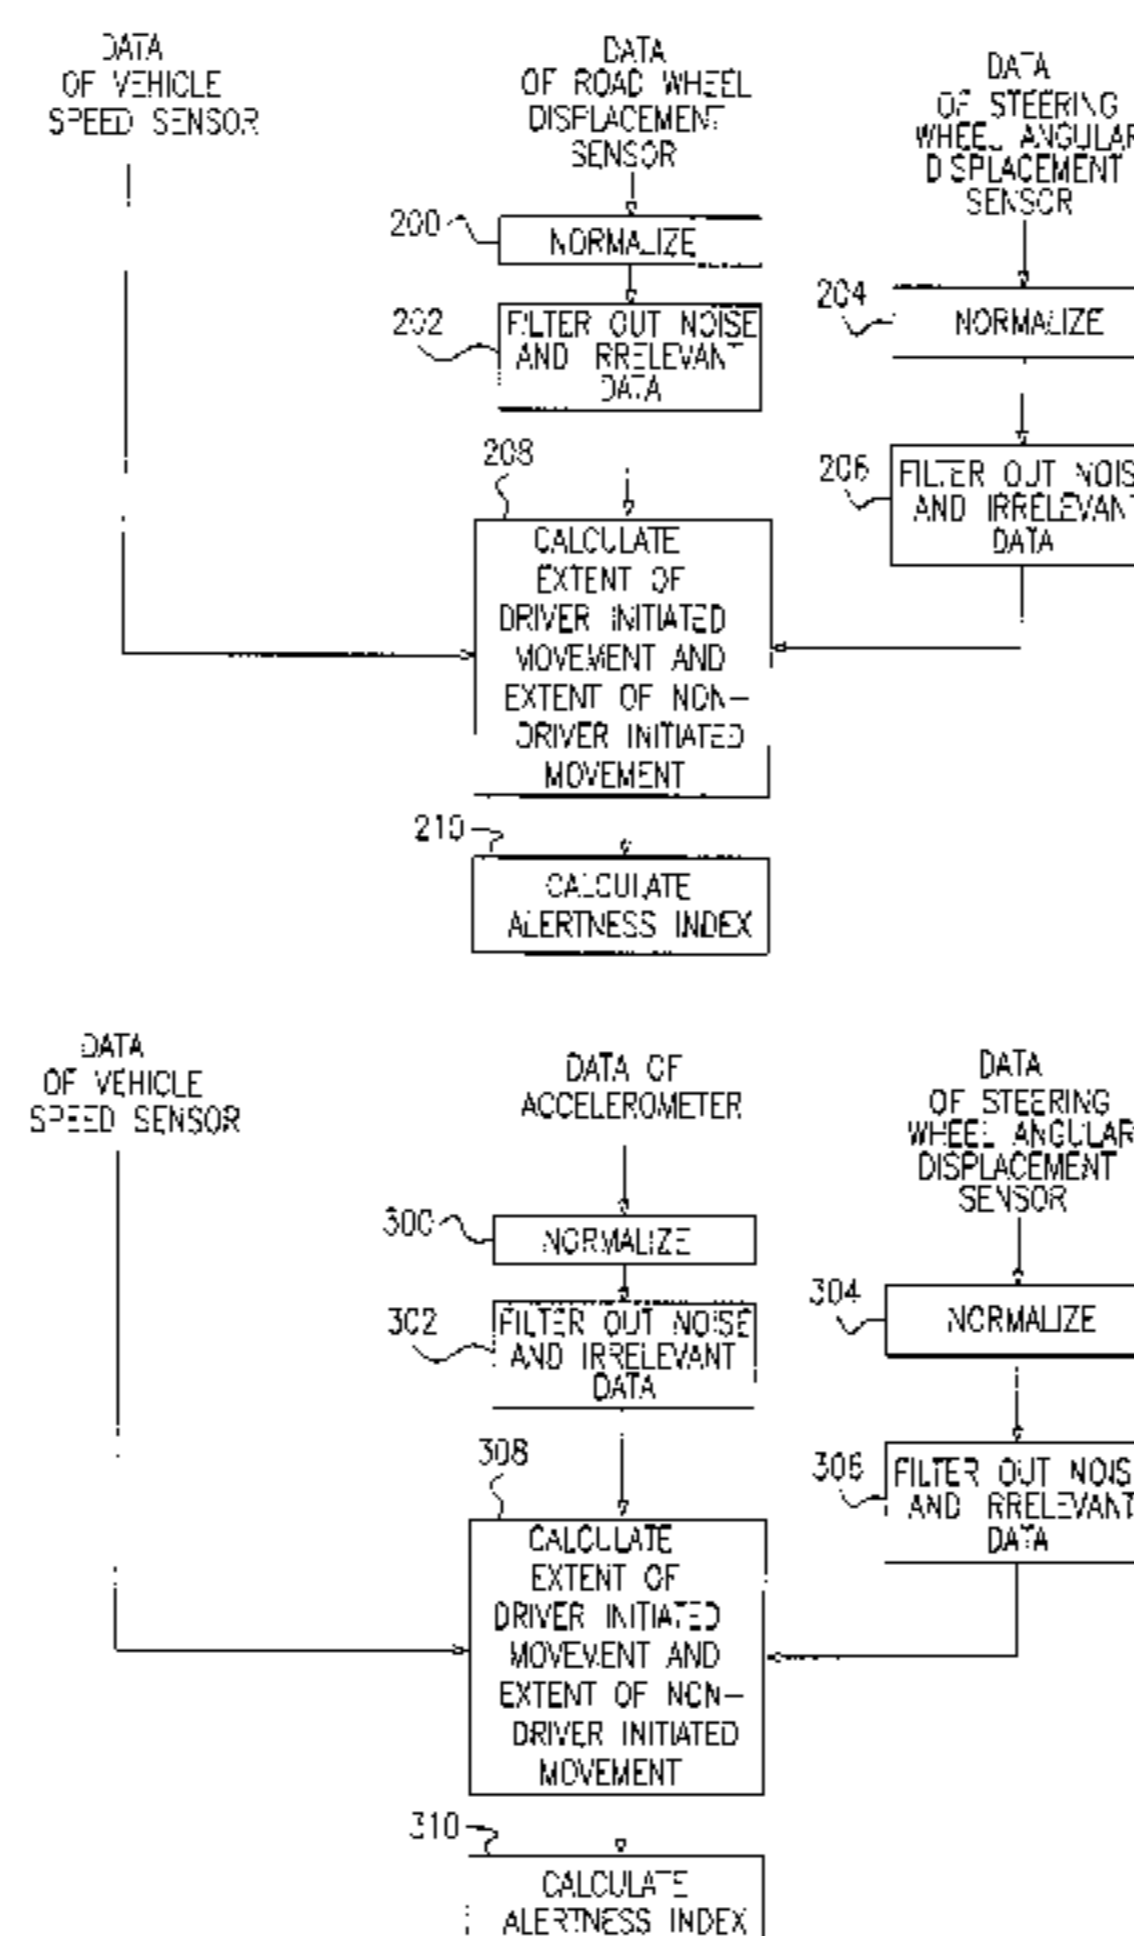 DATA
OF VEHICLE
SPEED SENSOR
DATA
OF ROAD WHEEL
DISPLACEMENT
SENSOR
DATA
OF STEERING
WHEEL ANGULAR
DISPLACEMENT
SENSOR
200
NORMALIZE
202
FILTER OUT NOISE
AND IRRELEVANT
DATA
204
NORMALIZE
206
FILTER OUT NOIS
AND IRRELEVANT
DATA
208
CALCULATE
EXTENT OF
DRIVER INITIATED
MOVEMENT AND
EXTENT OF NON-
DRIVER INITIATED
MOVEMENT
210
CALCULATE
ALERTNESS INDEX
DATA
OF VEHICLE
SPEED SENSOR
DATA OF
ACCELEROMETER
DATA
OF STEERING
WHEEL ANGULAR
DISPLACEMENT
SENSOR
300
NORMALIZE
302
FILTER OUT NOISE
AND IRRELEVANT
DATA
304
NORMALIZE
306
FILTER OUT NOIS
AND IRRELEVANT
DATA
308
CALCULATE
EXTENT OF
DRIVER INITIATED
MOVEMENT AND
EXTENT OF NON-
DRIVER INITIATED
MOVEMENT
310
CALCULATE
ALERTNESS INDEX